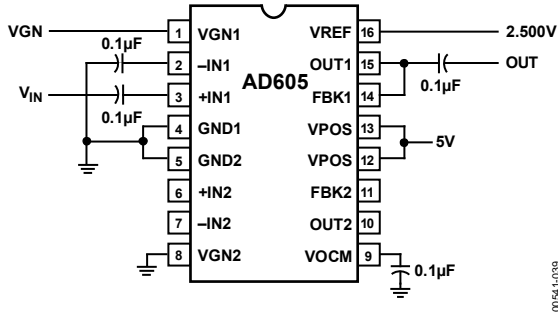 VGN
0.1µF
VIN
0.1µF
AD605
1 VGN1
2 –IN1
3 +IN1
4 GND1
5 GND2
6 +IN2
7 –IN2
8 VGN2
VREF 16
OUT1 15
FBK1 14
VPOS 13
VPOS 12
FBK2 11
OUT2 10
VOCM 9
2.500V
OUT
0.1µF
5V
0.1µF
00541-039